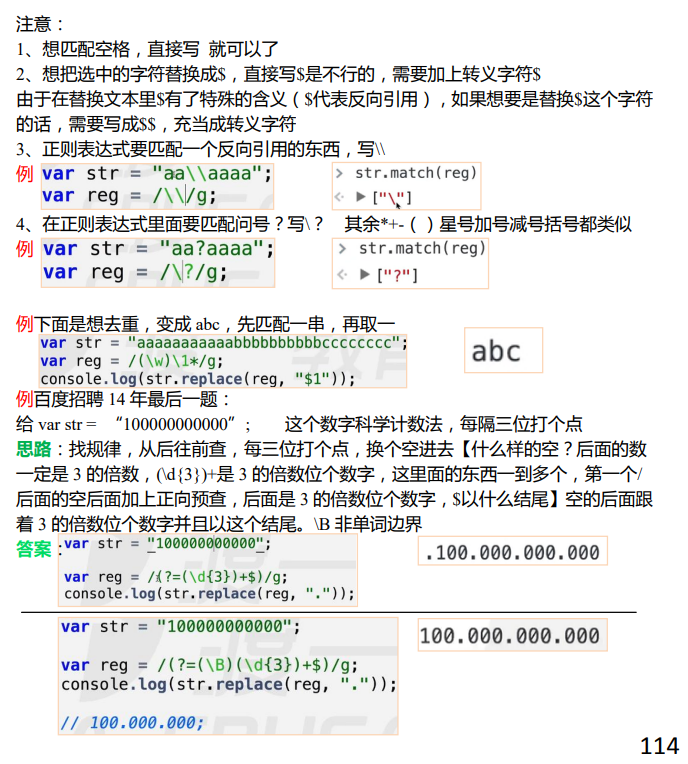 注意：
1、想匹配空格，直接写 就可以了
2、想把选中的字符替换成$，直接写$是不行的，需要加上转义字符$
由于在替换文本里$有了特殊的含义（$代表反向引用），如果想要是替换$这个字符
的话，需要写成$$，充当成转义字符
3、正则表达式要匹配一个反向引用的东西，写\\
例 var str = "aa\\aaaa";
var reg = /\\/g;
> str.match(reg)
["\"]
4、在正则表达式里面要匹配问号？写\？ 其余*+-（）星号加号减号括号都类似
例 var str = "aa?aaaa";
var reg = /\?/g;
> str.match(reg)
["?"]
例下面是想去重，变成 abc，先匹配一串，再取一
var str = "aaaaaaaaaaabbbbbbbbbbcccccccc";
var reg = /(\w)\1*/g;
console.log(str.replace(reg, "$1"));
abc
例百度招聘 14 年最后一题：
给 var str = “100000000000”； 这个数字科学计数法，每隔三位打个点
思路：找规律，从后往前查，每三位打个点，换个空进去【什么样的空？后面的数
一定是 3 的倍数，(\d{3})+是 3 的倍数位个数字，这里面的东西一到多个，第一个/
后面的空后面加上正向预查，后面是 3 的倍数位个数字，$以什么结尾】空的后面跟
着 3 的倍数位个数字并且以这个结尾。\B 非单词边界
答案：var str = "100000000000";
var reg = /(?=(\d{3})+$)/g;
console.log(str.replace(reg, "."));
.100.000.000.000
var str = "100000000000";
var reg = /(?=(\B)(\d{3})+$)/g;
console.log(str.replace(reg, "."));
// 100.000.000;
100.000.000.000
114